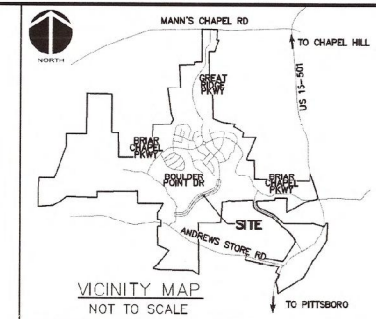 MANN'S CHAPEL RD
NORTH
TO CHAPEL HILL
US 15-501
GREAT
RIDGE
PKWY
BRIAR
CHAPEL
PKWY
BOULDER
POINT DR
BRIAR
CHAPEL
PKWY
SITE
ANDREWS STORE RD
VICINITY MAP
NOT TO SCALE
TO PITTSBORO